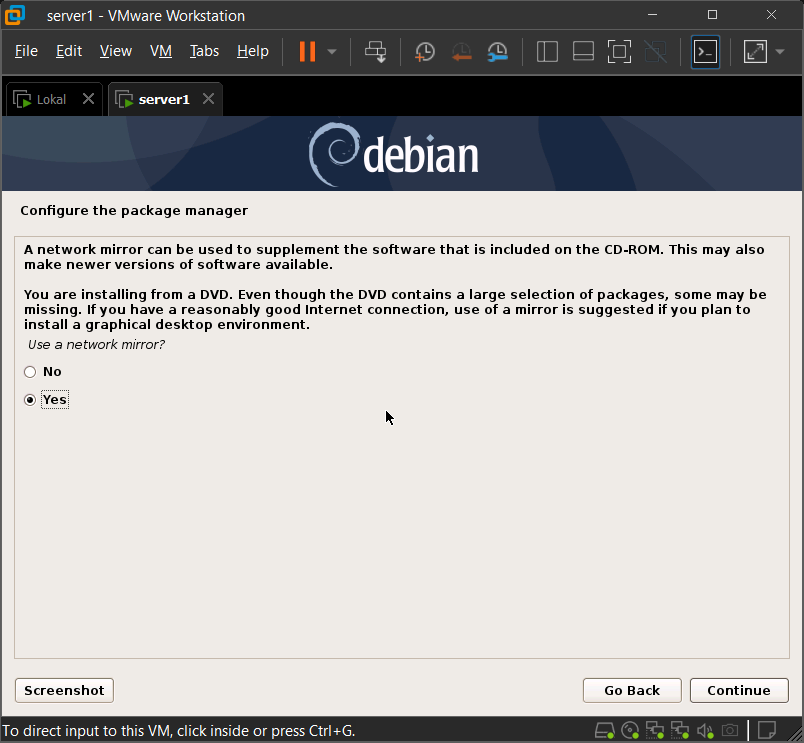 server1 - VMware Workstation
File Edit View VM Tabs Help
Lokal server1
debian
Configure the package manager
A network mirror can be used to supplement the software that is included on the CD-ROM. This may also
make newer versions of software available.
You are installing from a DVD. Even though the DVD contains a large selection of packages, some may be
missing. If you have a reasonably good Internet connection, use of a mirror is suggested if you plan to
install a graphical desktop environment.
Use a network mirror?
No
Yes
Screenshot Go Back Continue
To direct input to this VM, click inside or press Ctrl+G.